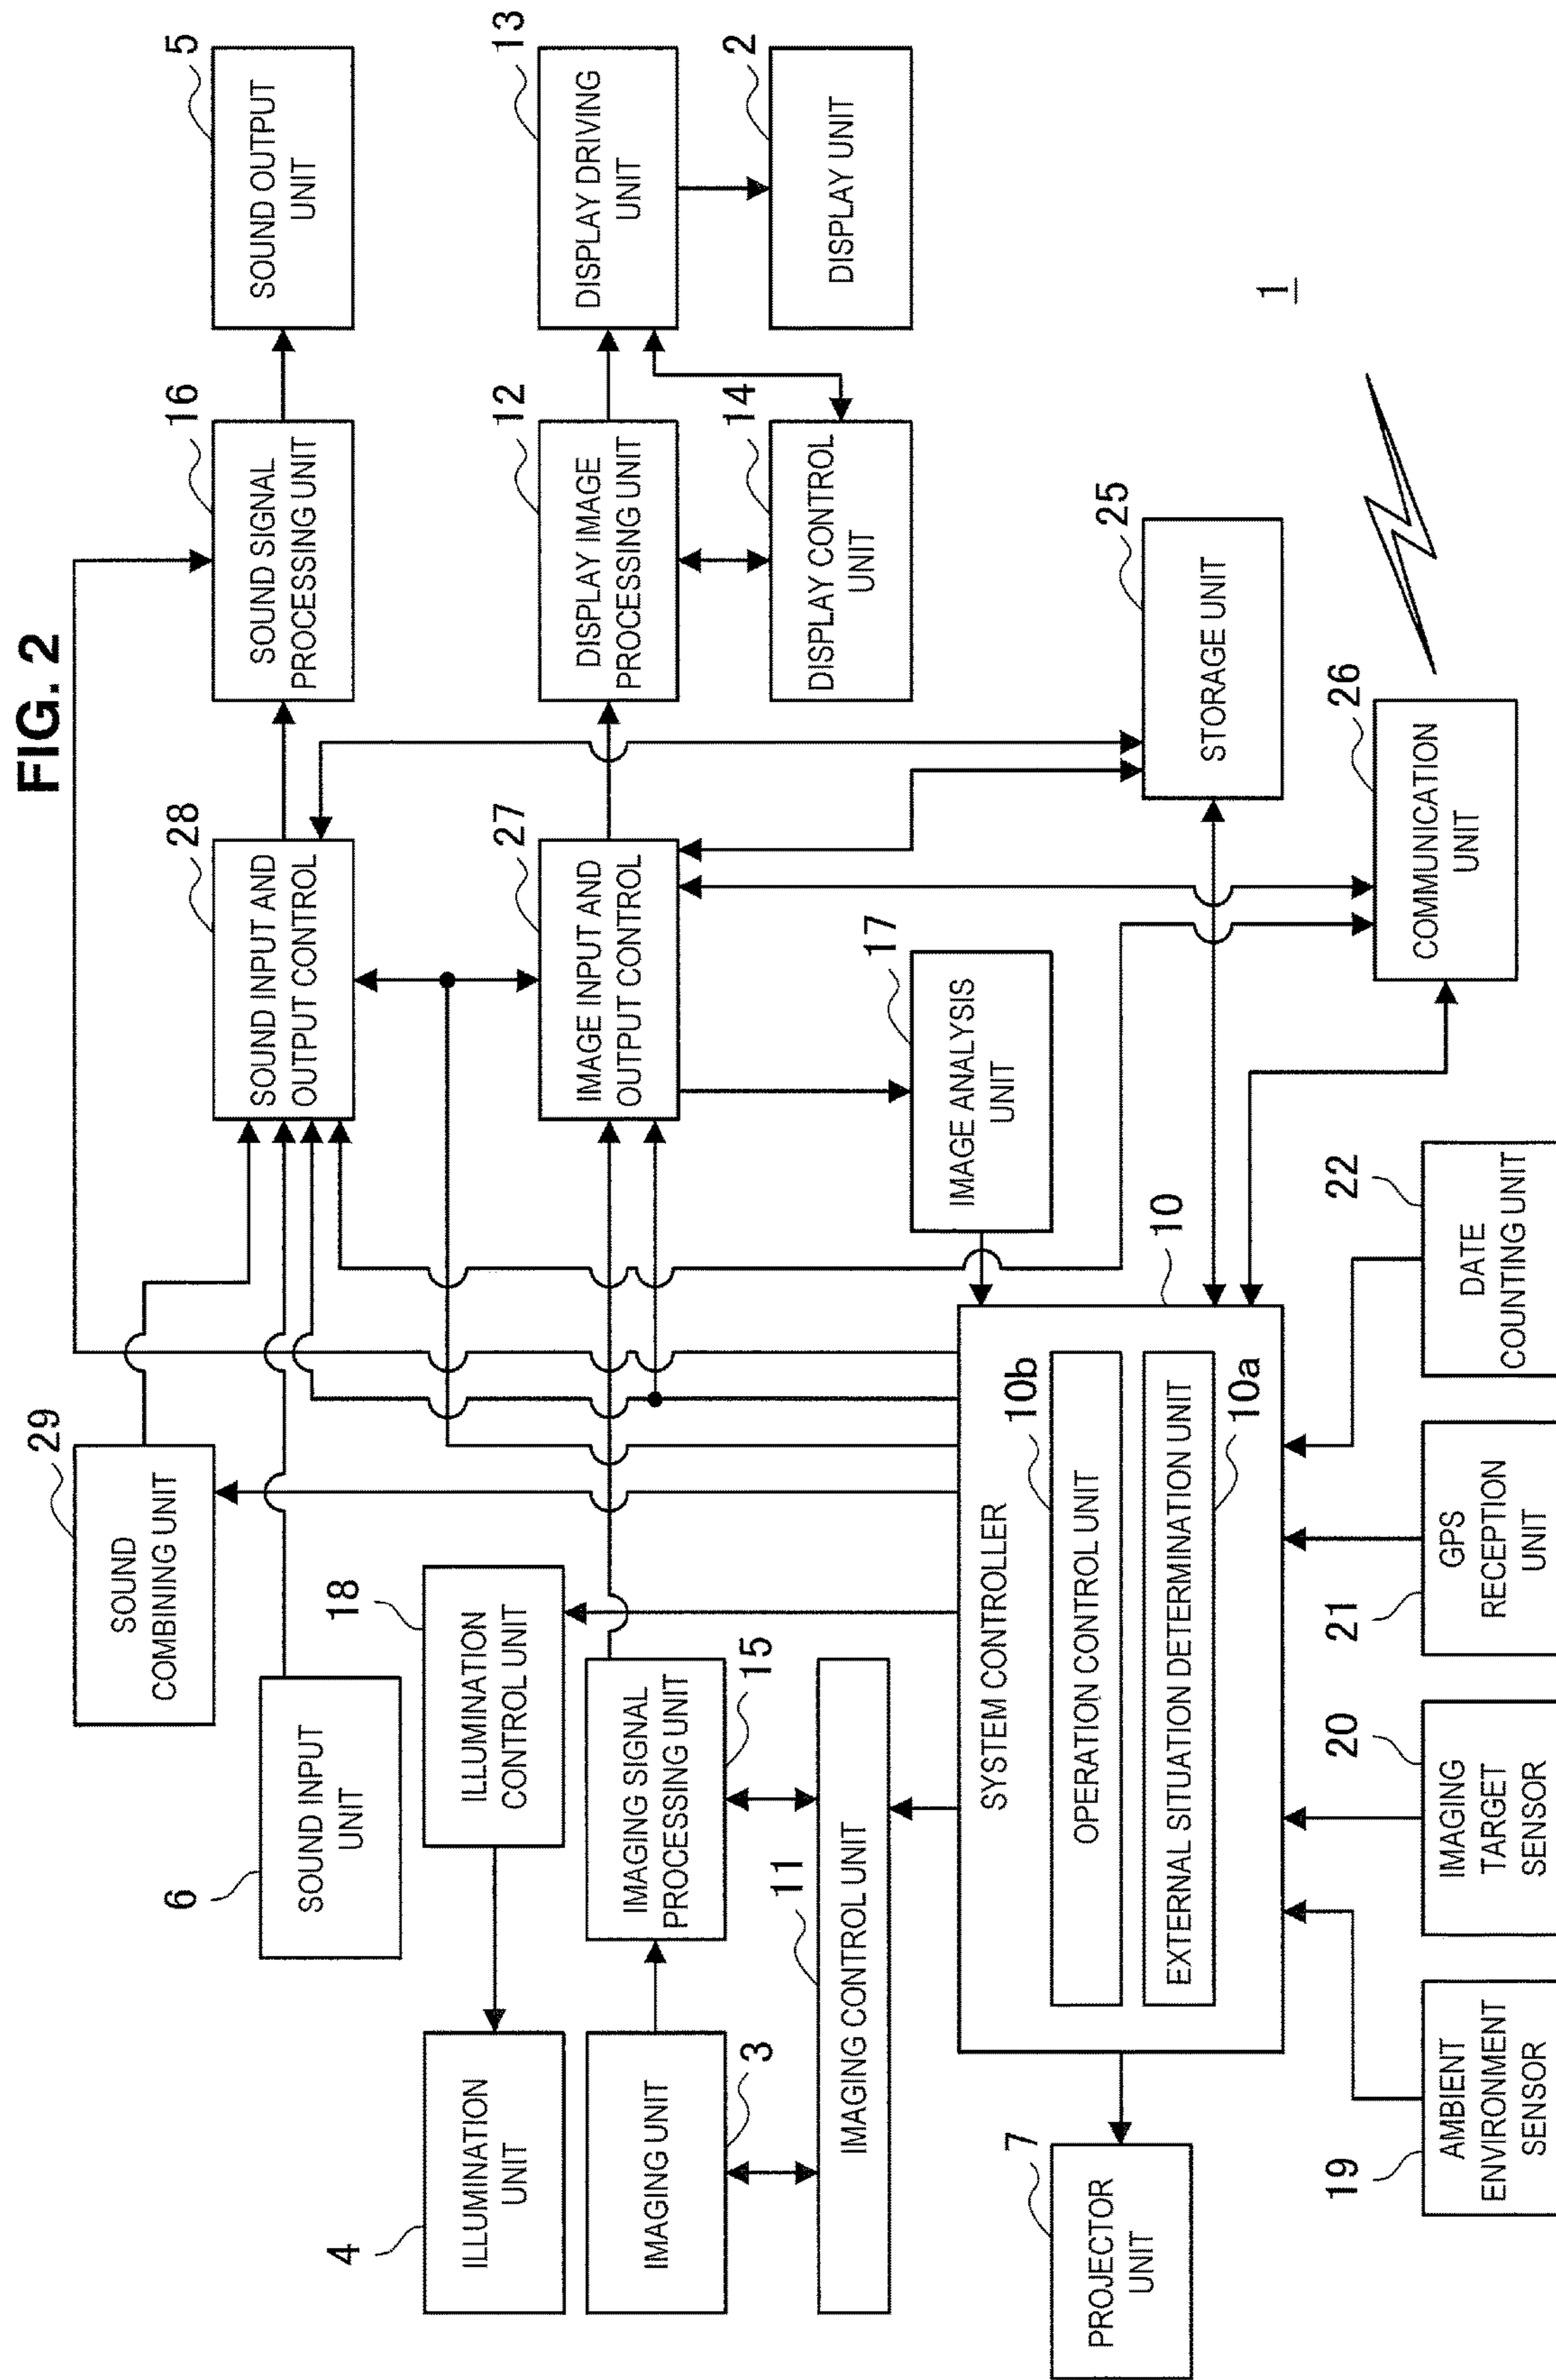 FIG. 2
29
SOUND
COMBINING UNIT
28
SOUND INPUT AND
OUTPUT CONTROL
16
SOUND SIGNAL
PROCESSING UNIT
5
SOUND OUTPUT
UNIT
6
SOUND INPUT
UNIT
4
ILLUMINATION
UNIT
18
ILLUMINATION
CONTROL UNIT
27
IMAGE INPUT AND
OUTPUT CONTROL
12
DISPLAY IMAGE
PROCESSING UNIT
13
DISPLAY DRIVING
UNIT
IMAGING UNIT
3
IMAGING SIGNAL
PROCESSING UNIT
15
14
DISPLAY CONTROL
UNIT
2
DISPLAY UNIT
11
IMAGING CONTROL UNIT
17
IMAGE ANALYSIS
UNIT
SYSTEM CONTROLLER
10
10b
OPERATION CONTROL UNIT
EXTERNAL SITUATION DETERMINATION UNIT
10a
7
PROJECTOR
UNIT
25
STORAGE UNIT
26
COMMUNICATION
UNIT
1
19
AMBIENT
ENVIRONMENT
SENSOR
20
IMAGING
TARGET
SENSOR
21
GPS
RECEPTION
UNIT
22
DATE
COUNTING UNIT